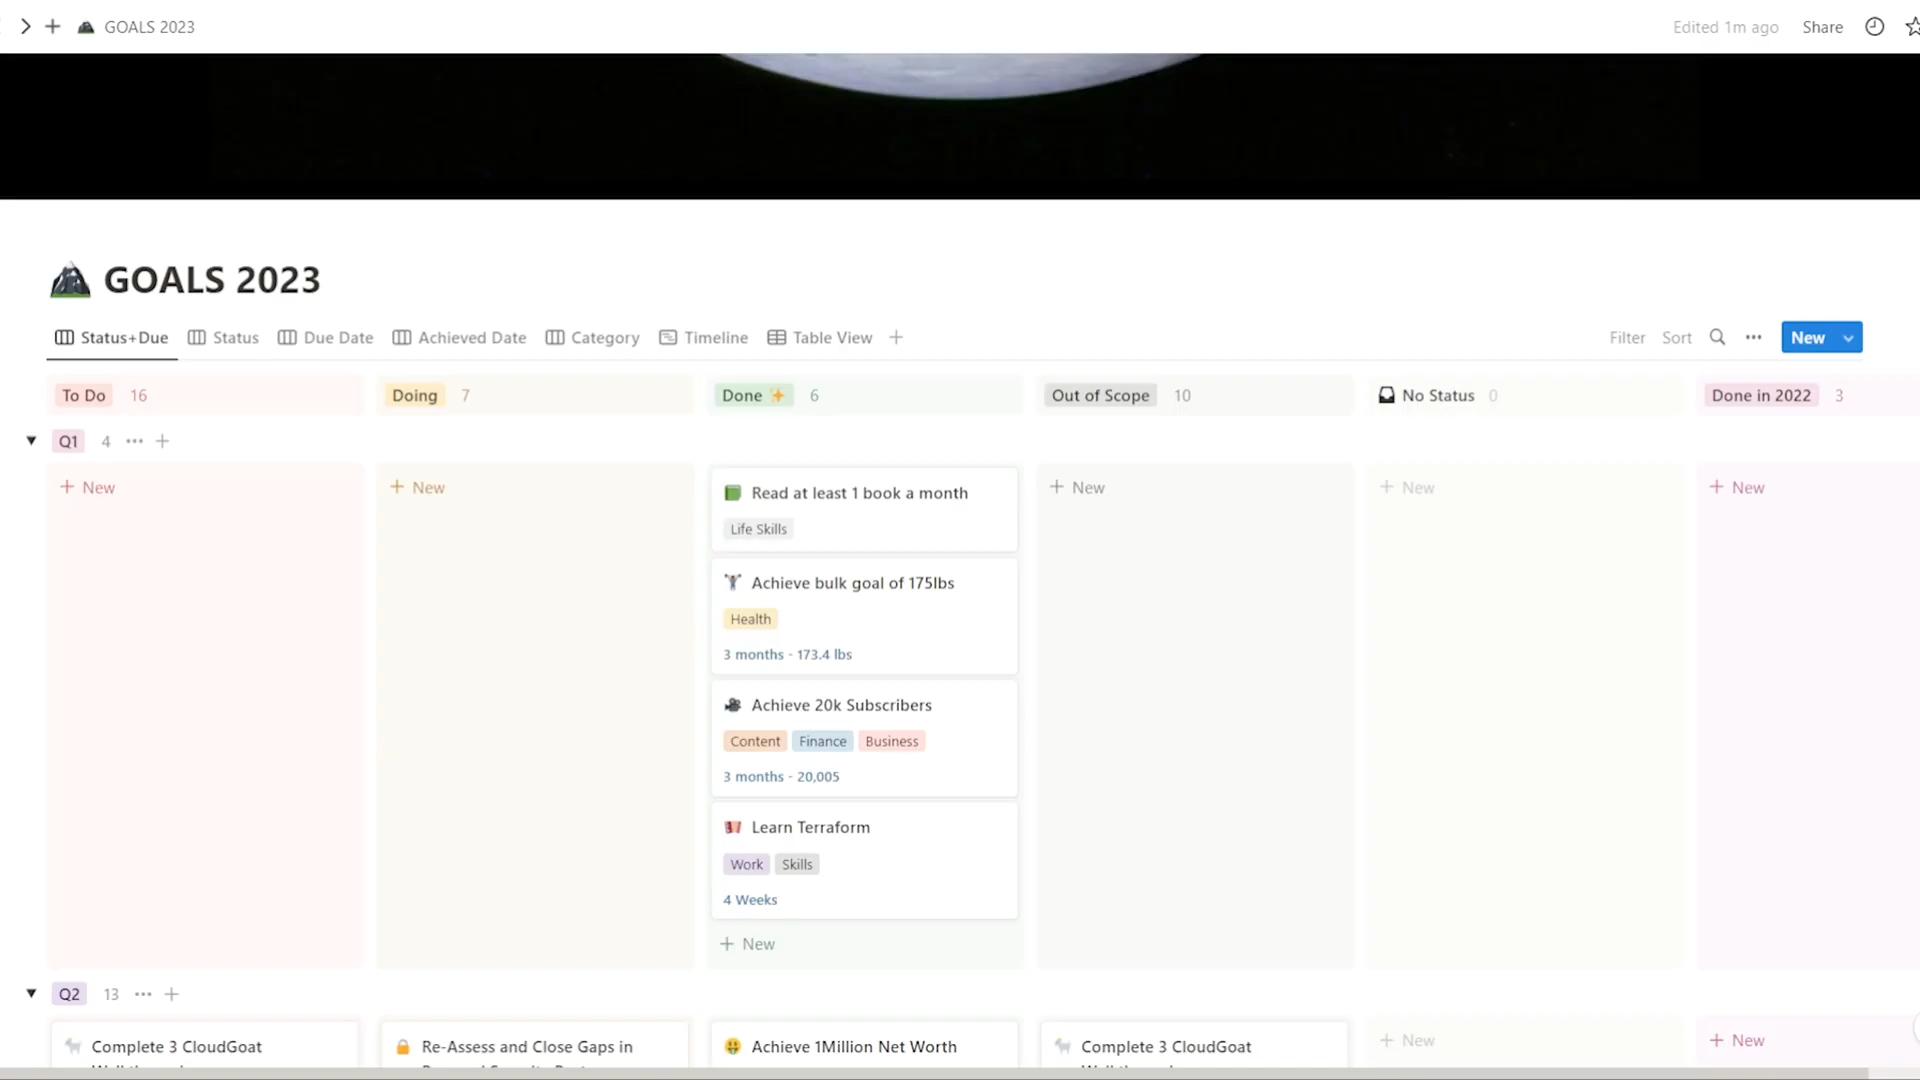 GOALS 2023
Edited 1m ago Share
GOALS 2023
Status+Due Status Due Date Achieved Date Category Timeline Table View
Filter Sort New
To Do 16 Doing 7 Done ✨ 6 Out of Scope 10 No Status 0 Done in 2022 3
Q1 4
+ New + New + New + New + New
Read at least 1 book a month
Life Skills
Achieve bulk goal of 175lbs
Health
3 months - 173.4 lbs
Achieve 20k Subscribers
Content Finance Business
3 months - 20,005
Learn Terraform
Work Skills
4 Weeks
+ New
Q2 13
Complete 3 CloudGoat Re-Assess and Close Gaps in Achieve 1Million Net Worth Complete 3 CloudGoat + New + New